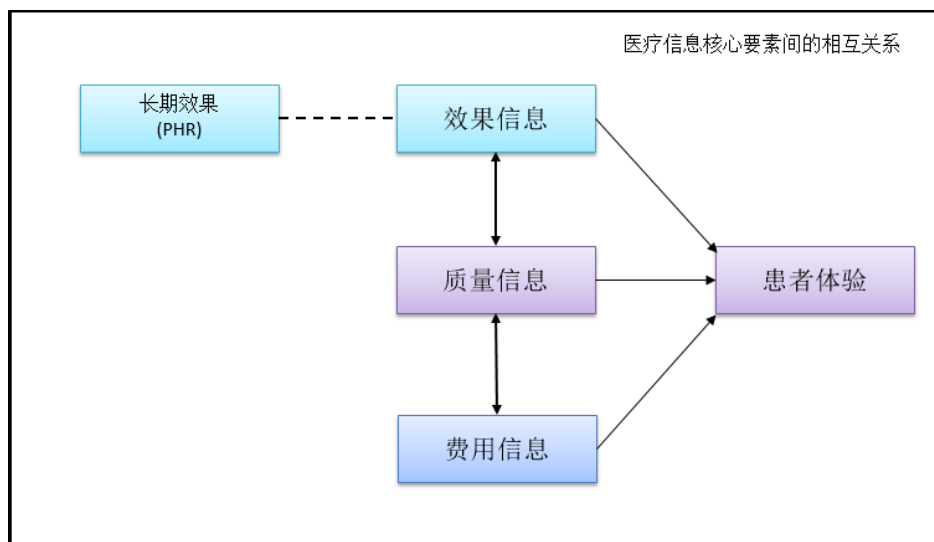 医疗信息核心要素间的相互关系
长期效果
(PHR)
效果信息
质量信息
患者体验
费用信息